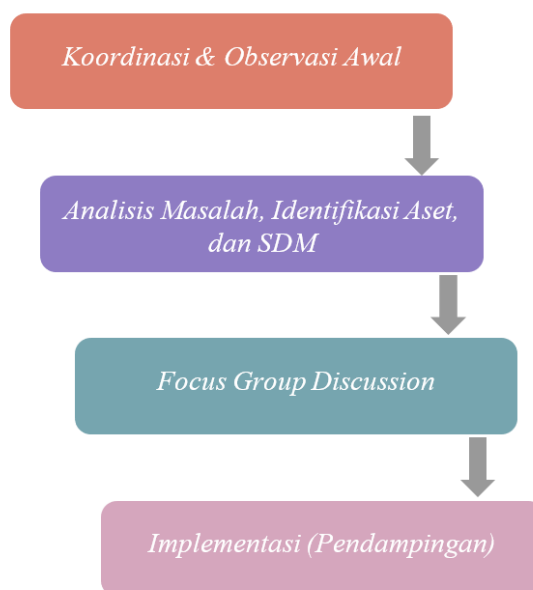 Koordinasi & Observasi Awal
Analisis Masalah, Identifikasi Aset,
dan SDM
Focus Group Discussion
Implementasi (Pendampingan)